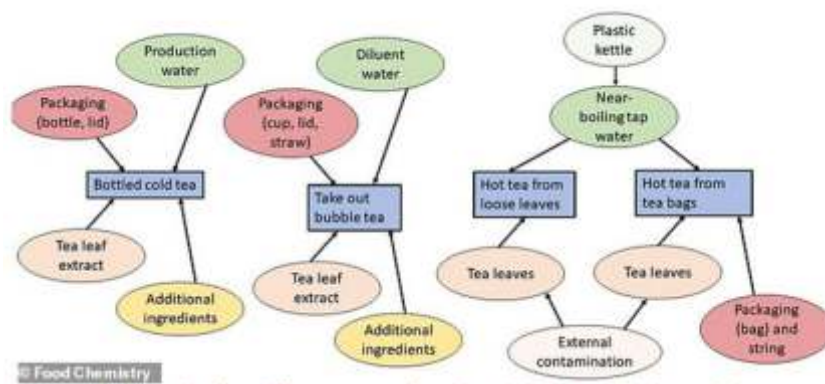 Production
water
Packaging
(bottle, lid)
Bottled cold tea
Tea leaf
extract
Additional
ingredients
Diluent
water
Packaging
(cup, lid,
straw)
Take out
bubble tea
Tea leaf
extract
Additional
ingredients
Plastic
kettle
Near-
boiling tap
water
Hot tea from
loose leaves
Hot tea from
tea bags
Tea leaves
Tea leaves
External
contamination
Packaging
(bag) and
string
© Food Chemistry